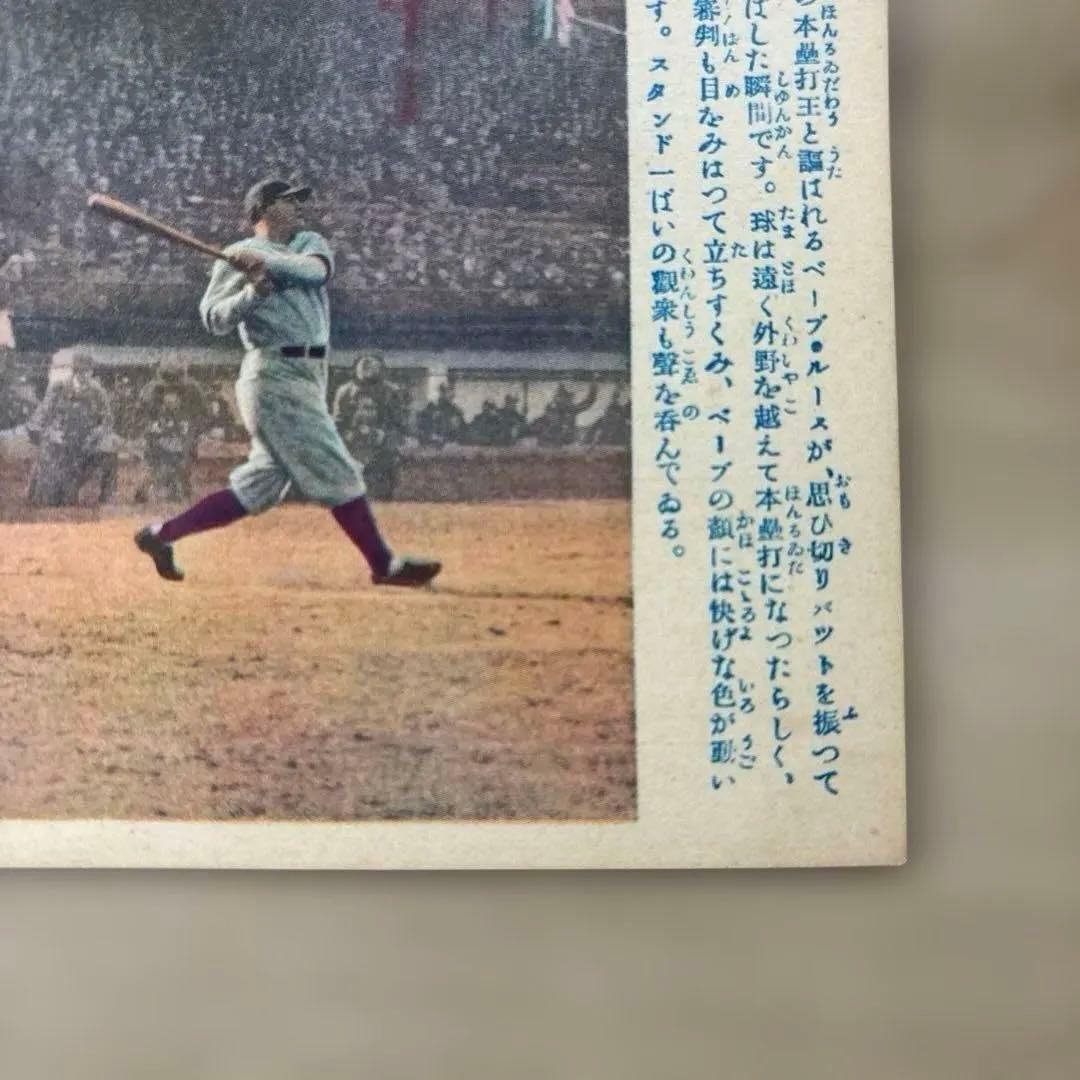 の本壘打王と謳はれるベーブ・ルースが、思ひ切りバツトを振つて
ばした瞬間です。球は遠く外野を越えて本壘打になつたらしく、
審判も目をみはつて立ちすくみ、ベーブの顏には快げな色が動い
す。スタンド一ぱいの觀衆も聲を呑んでゐる。